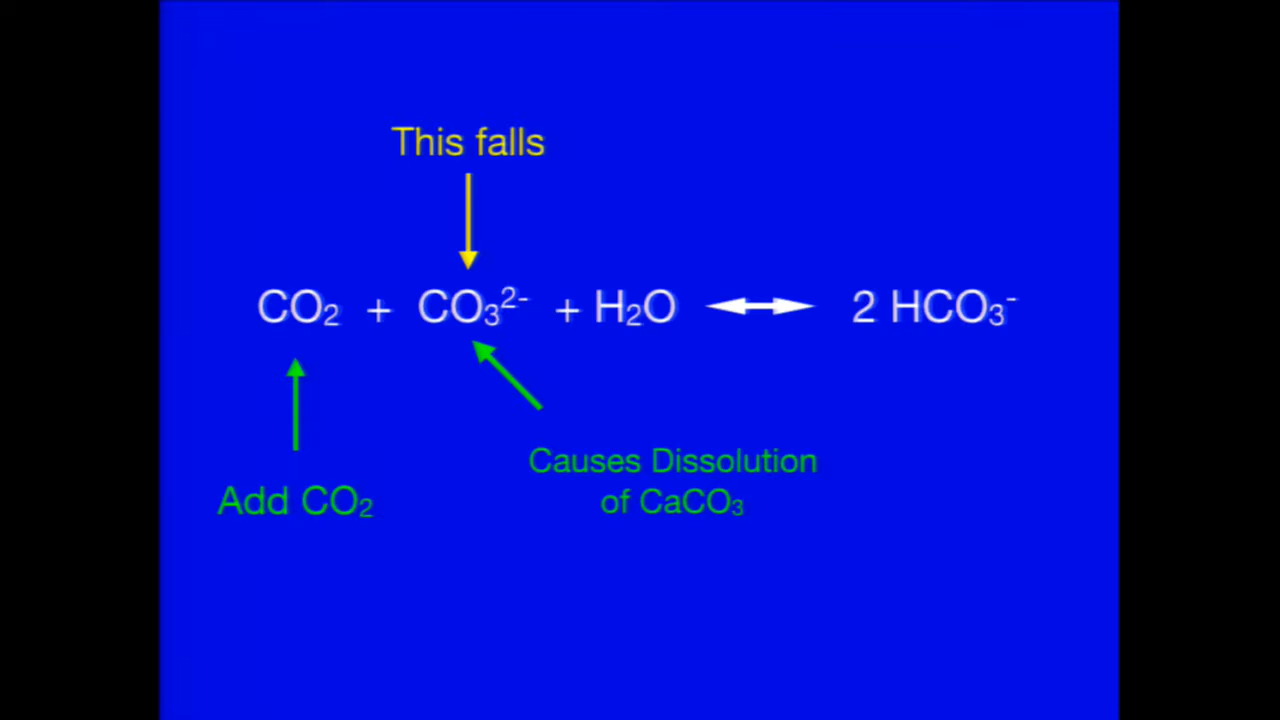 This falls
CO₂ + CO₃²⁻ + H₂O ⟷ 2 HCO₃⁻
Causes Dissolution
of CaCO₃
Add CO₂